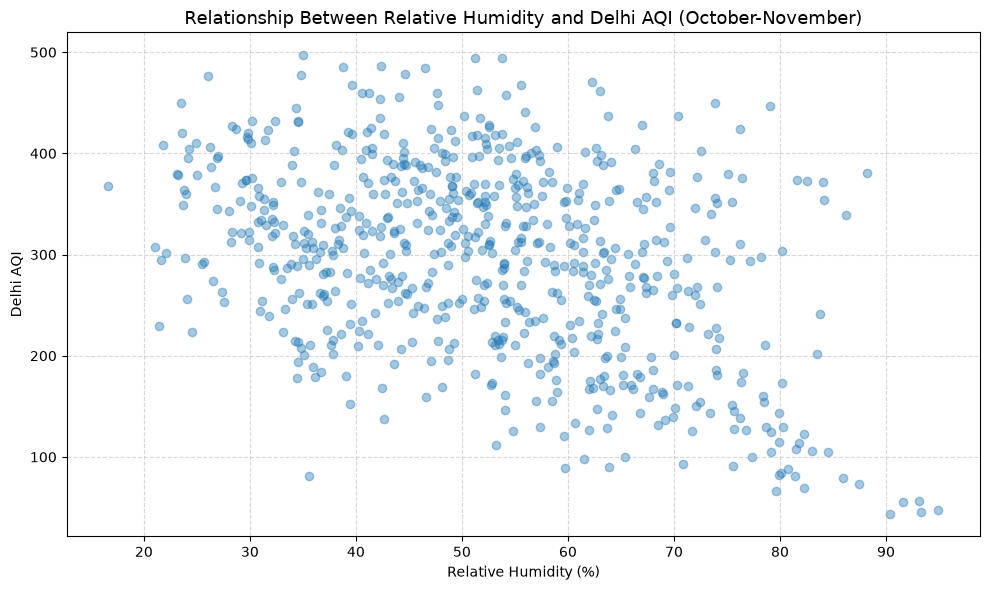 Relationship Between Relative Humidity and Delhi AQI (October-November)
500
400
300
200
100
Delhi AQI
20 30 40 50 60 70 80 90
Relative Humidity (%)